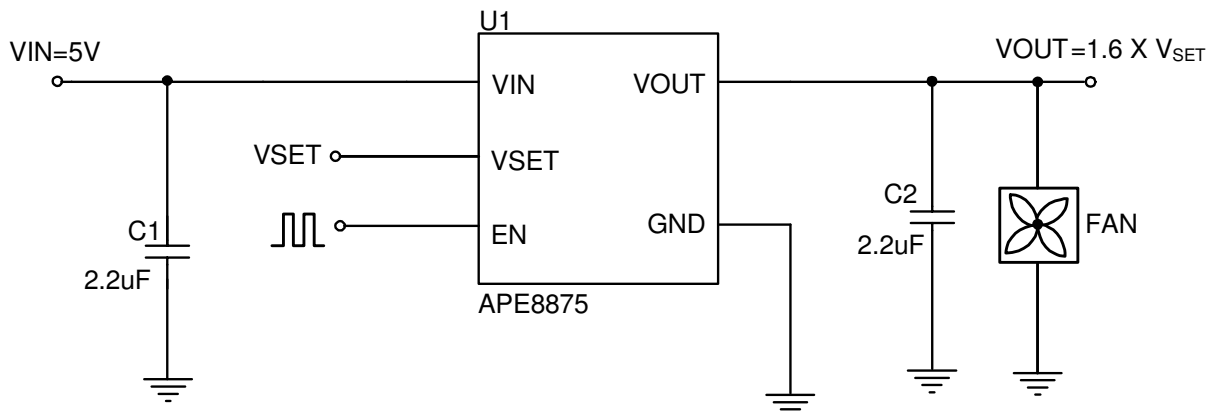 U1
VIN=5V
VOUT=1.6 X VSET
VIN
VOUT
VSET
VSET
C2
2.2uF
C1
2.2uF
EN
GND
FAN
APE8875